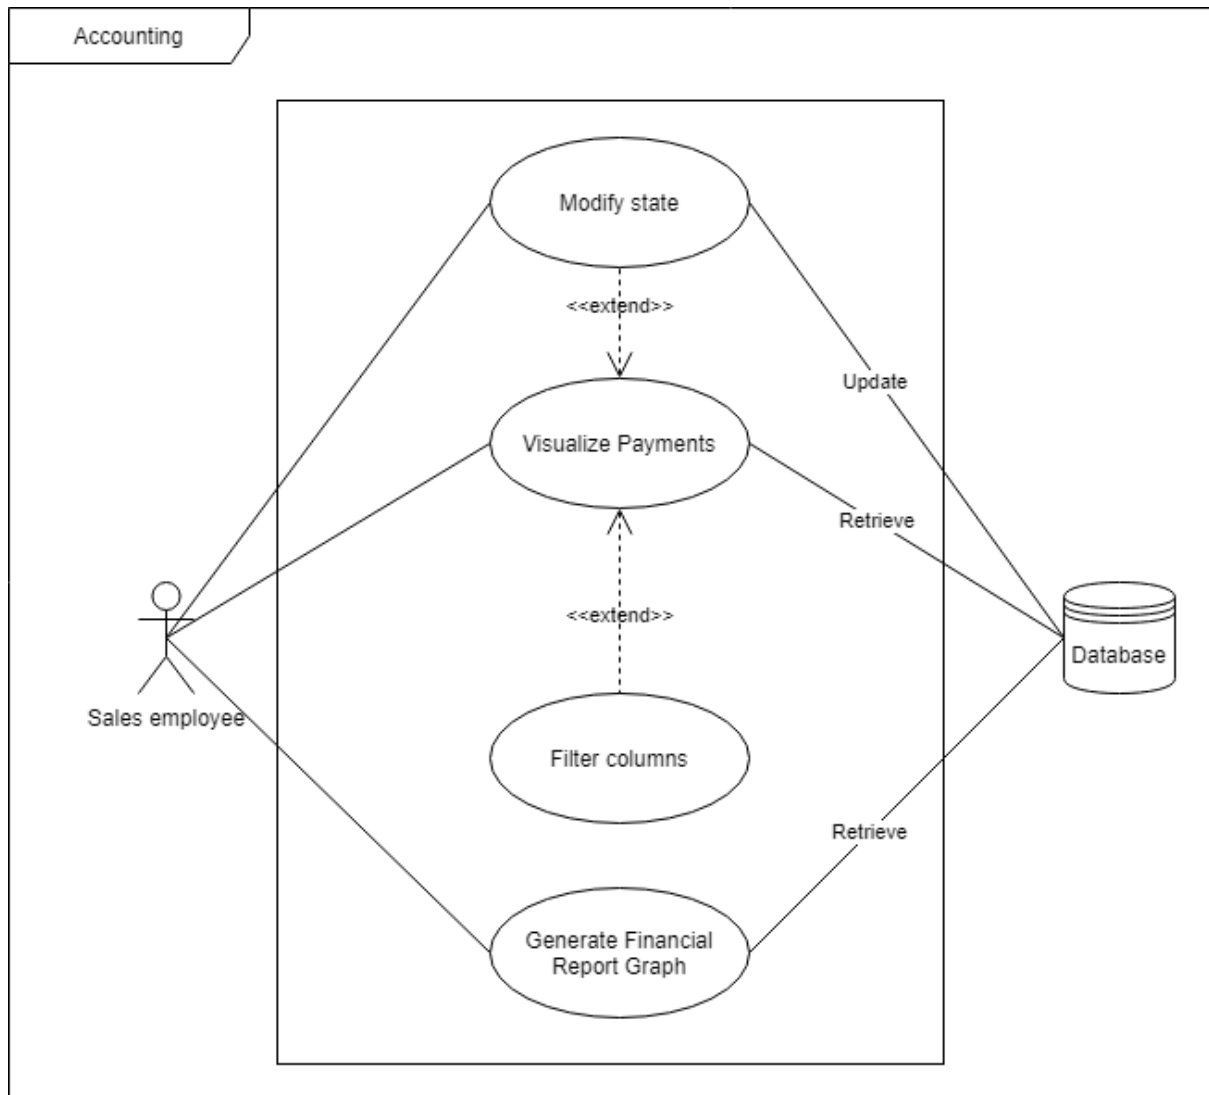 Accounting
Modify state
<<extend>>
Update
Visualize Payments
Retrieve
<<extend>>
Database
Sales employee
Filter columns
Retrieve
Generate Financial
Report Graph